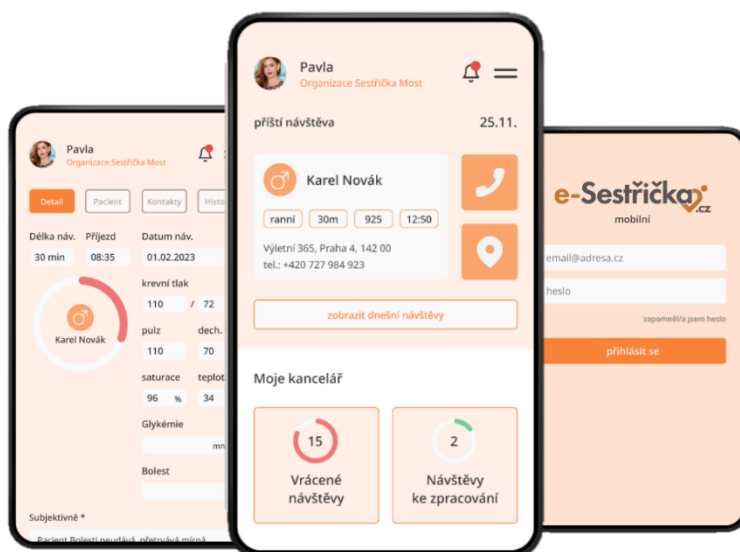 Pavla
Organizace Sestřička Most
Detail
Pacient
Kontakty
Délka náv.
Příjezd
Datum náv.
30 min
08:35
01.02.2023
krevní tlak
110 / 72
pulz
dech.
110
70
Karel Novák
saturace
96 %
34
Glykémie
Bolest
Subjektivně *
Pavla
Organizace Sestřička Most
příští návštěva
25.11.
Karel Novák
ranní
30m
925
12:50
Výletní 365, Praha 4, 142 00
tel.: +420 727 984 923
zobrazit dnešní návštěvy
Moje kancelář
15
Vrácené
návštěvy
2
Návštěvy
ke zpracování
e-Sestřička.cz
mobilní
email@adresa.cz
heslo
zapomněl/a jsem heslo
přihlásit se